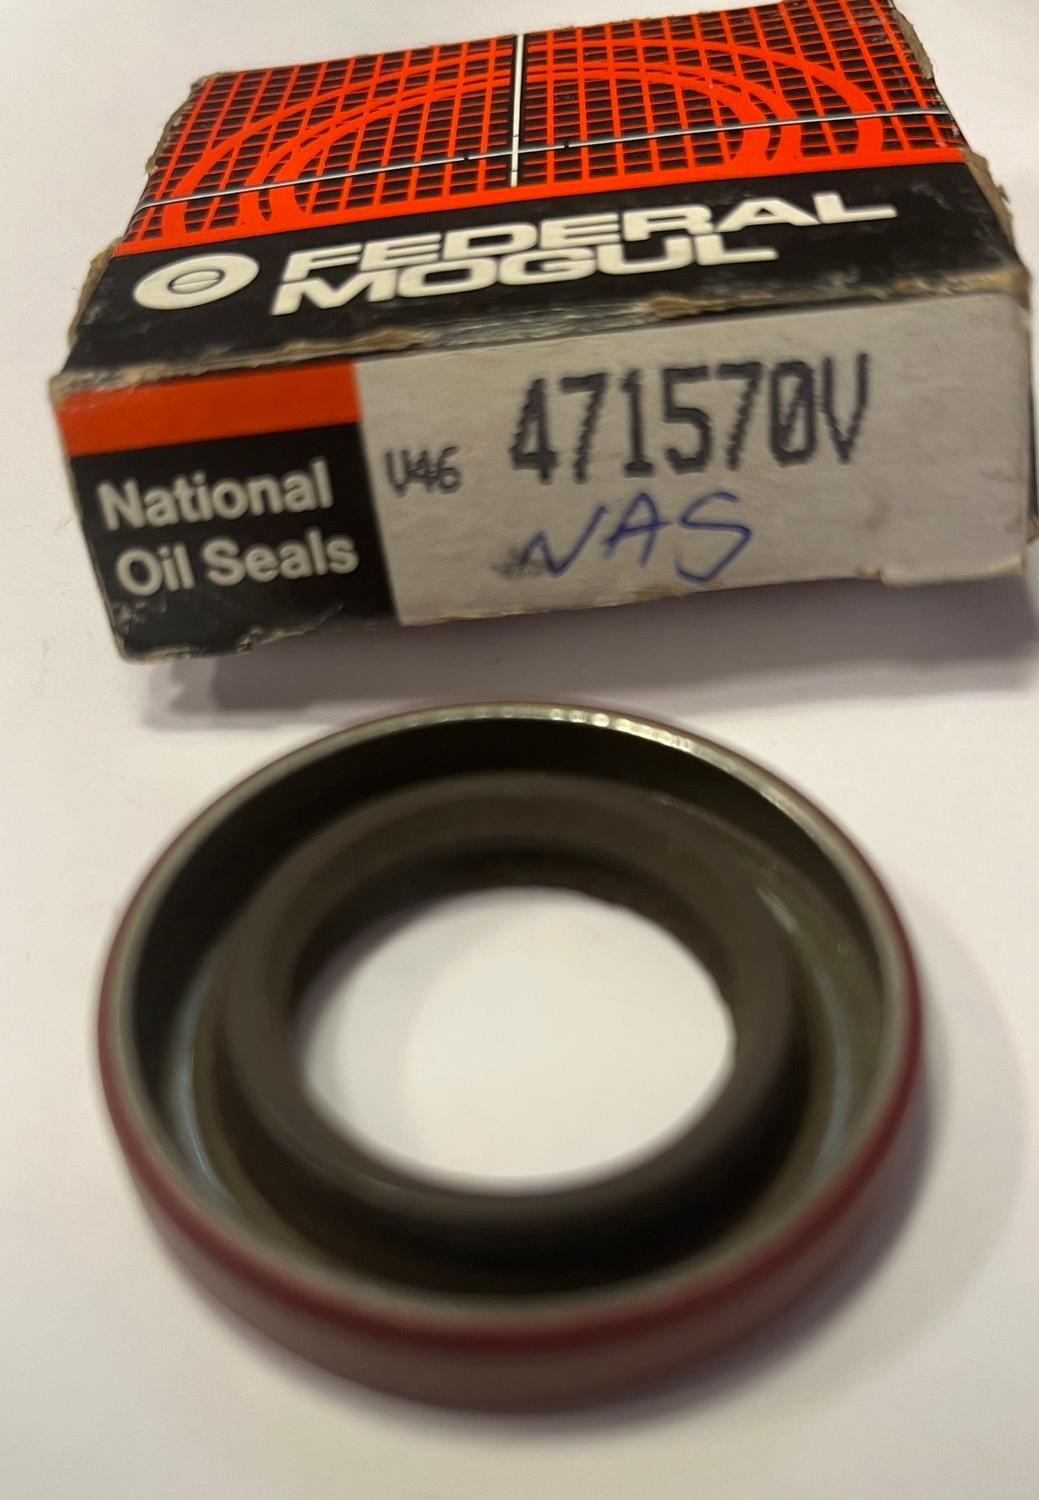 FEDERAL
MOGUL
National
Oil Seals
V46 471570V
NAS